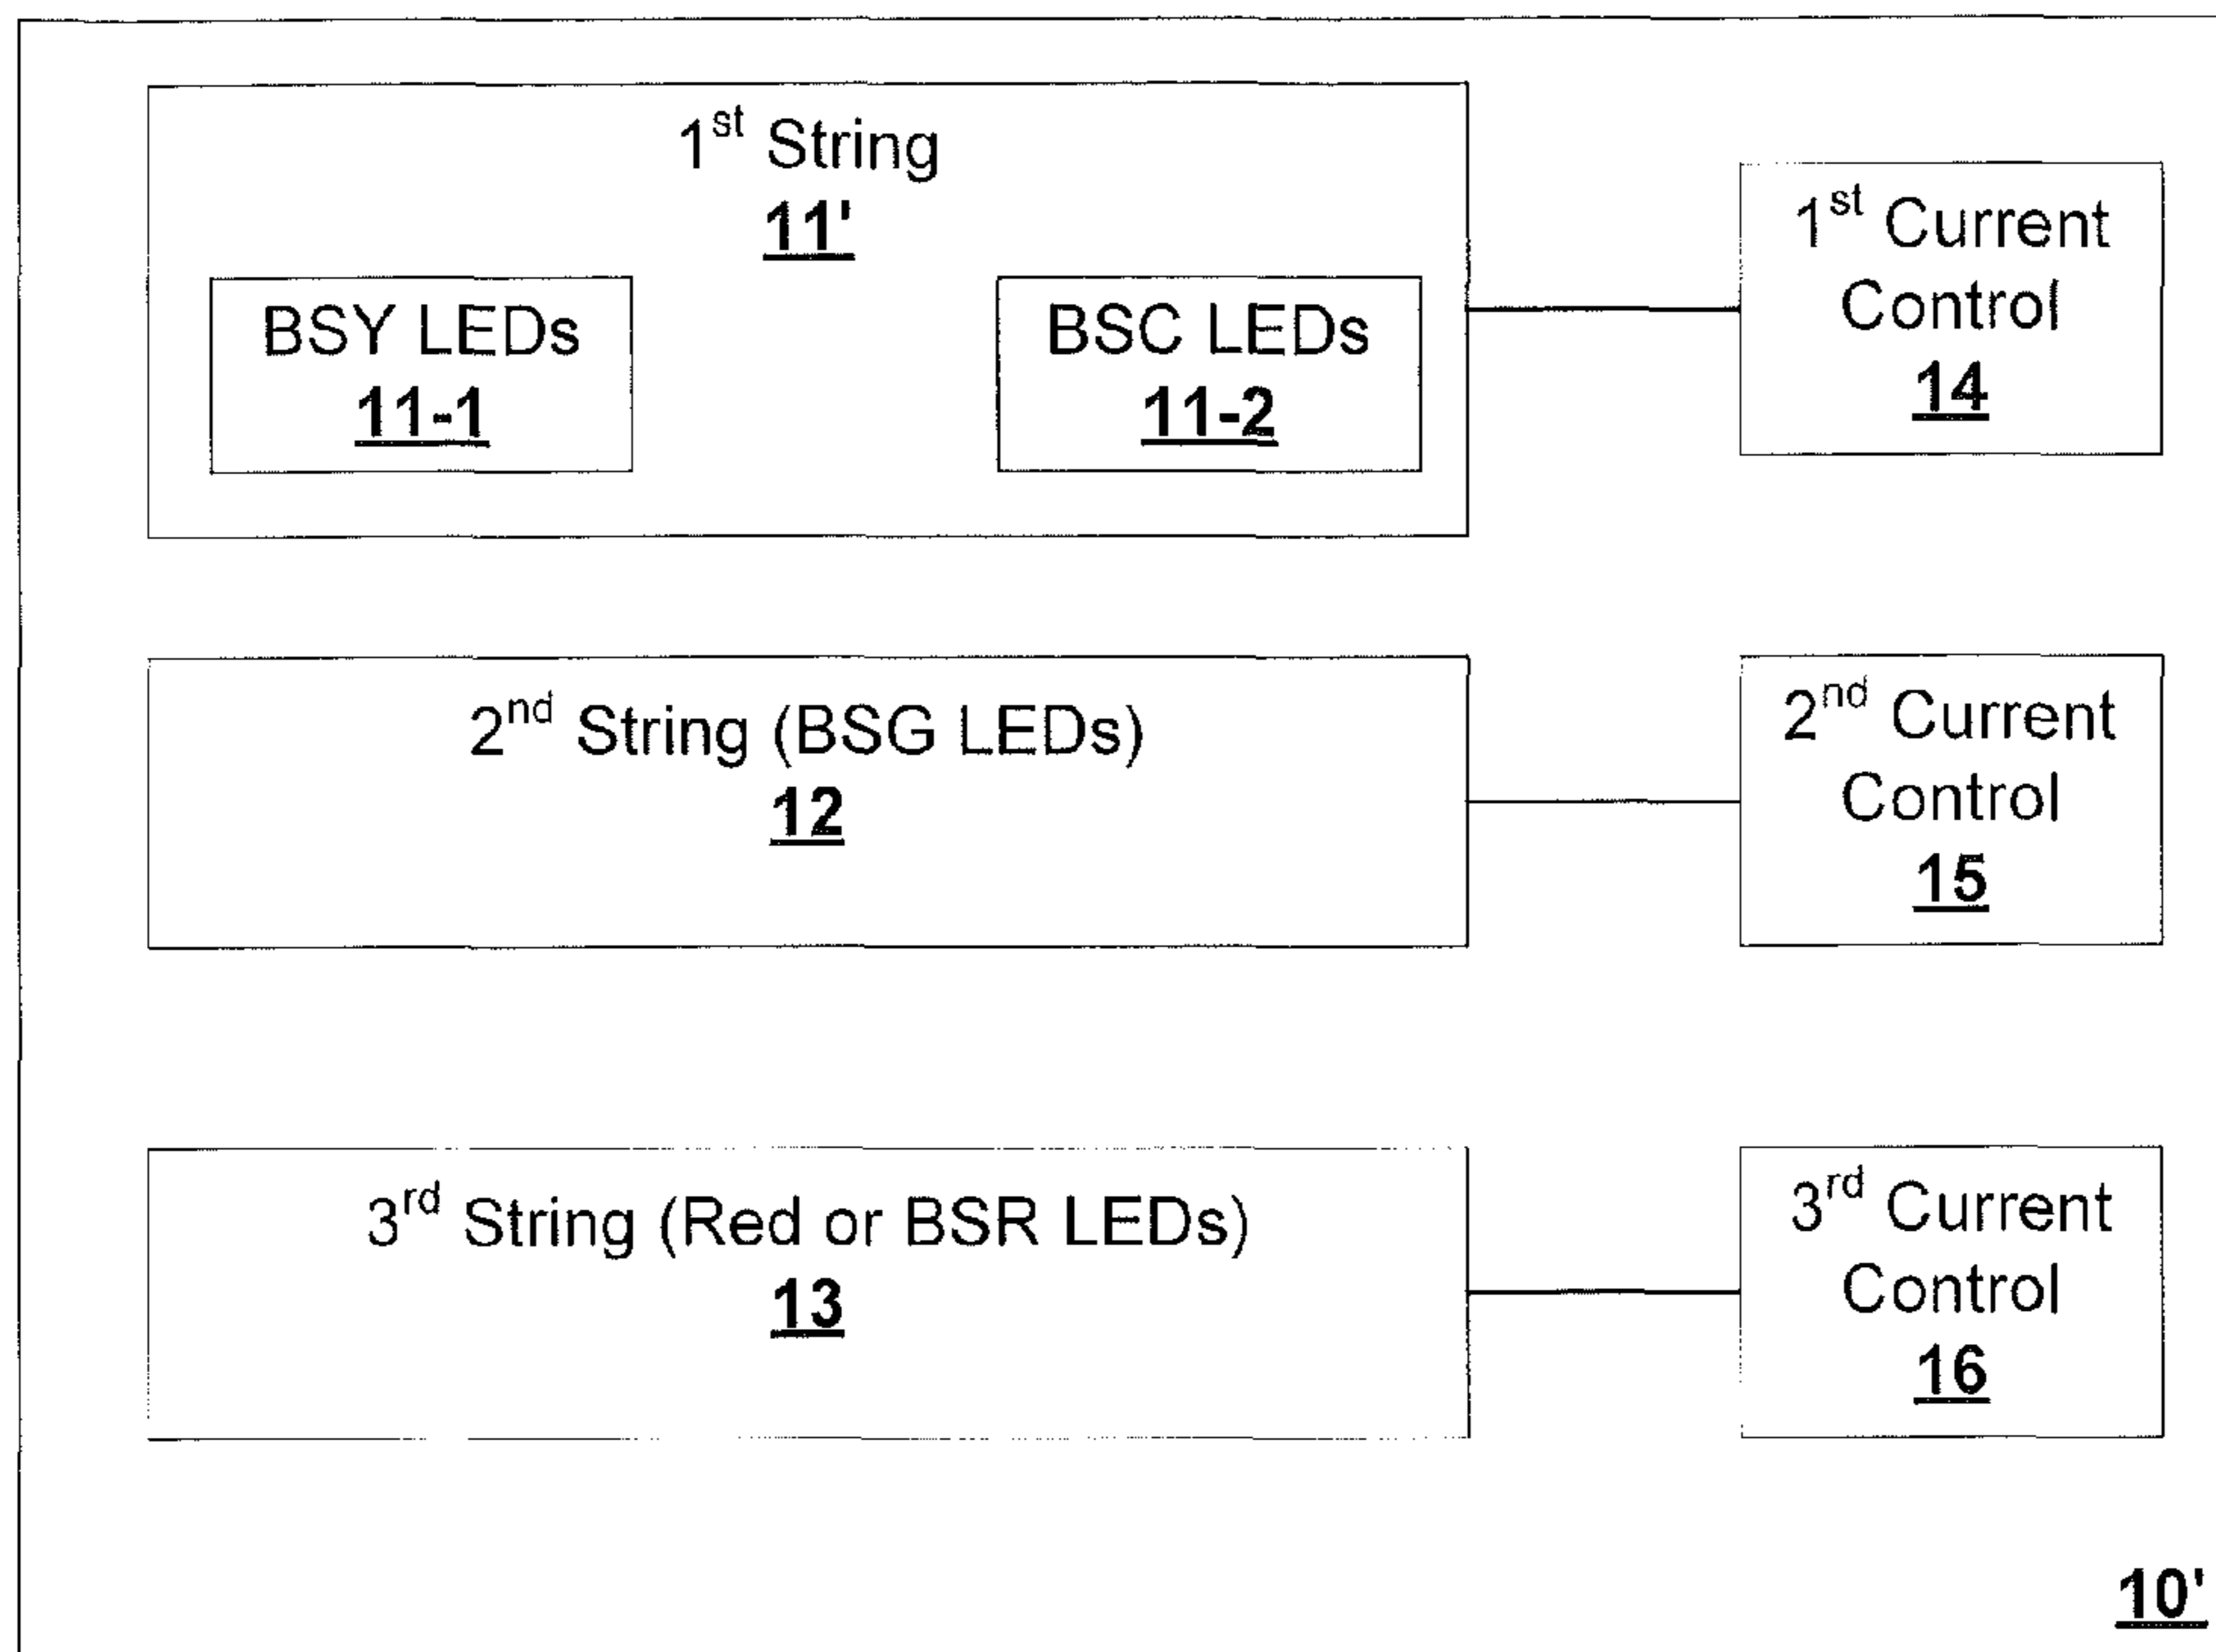 1st String
11'
BSY LEDs
11-1
BSC LEDs
11-2
1st Current
Control
14
2nd String (BSG LEDs)
12
2nd Current
Control
15
3rd String (Red or BSR LEDs)
13
3rd Current
Control
16
10'